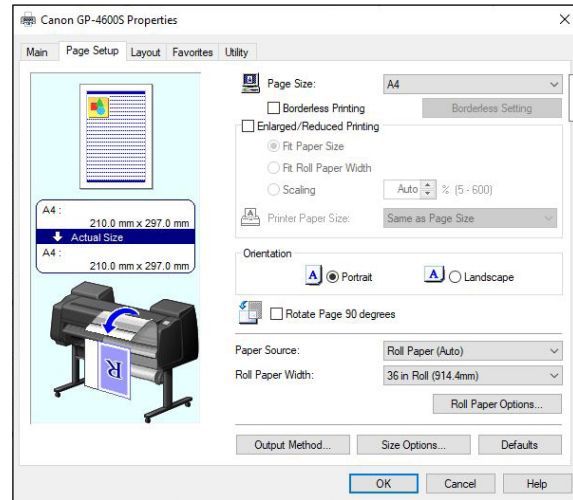 Canon GP-4600S Properties
Main Page Setup Layout Favorites Utility
Page Size: A4
Borderless Printing Borderless Setting
Enlarged/Reduced Printing
Fit Paper Size
Fit Roll Paper Width
Scaling Auto % (5 - 600)
Printer Paper Size: Same as Page Size
A4 :
210.0 mm x 297.0 mm
Actual Size
A4 :
210.0 mm x 297.0 mm
Orientation
A Portrait A Landscape
Rotate Page 90 degrees
R
Paper Source: Roll Paper (Auto)
Roll Paper Width: 36 in Roll (914.4mm)
Roll Paper Options...
Output Method... Size Options... Defaults
OK Cancel Help